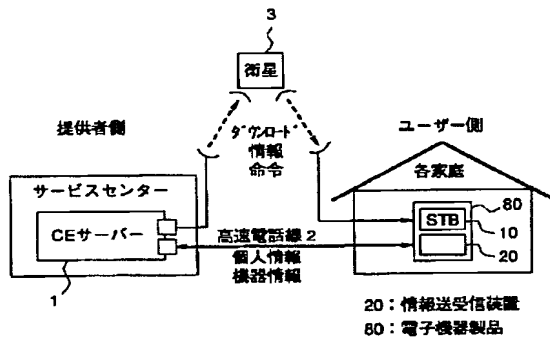 3
衛星
1
提供者側
ユーザー側
ダウンロード
情報
命令
各家庭
サービスセンター
CEサーバー
STB
80
10
20
高速電話線2
個人情報
機器情報
20：情報送受信装置
80：電子機器製品
1